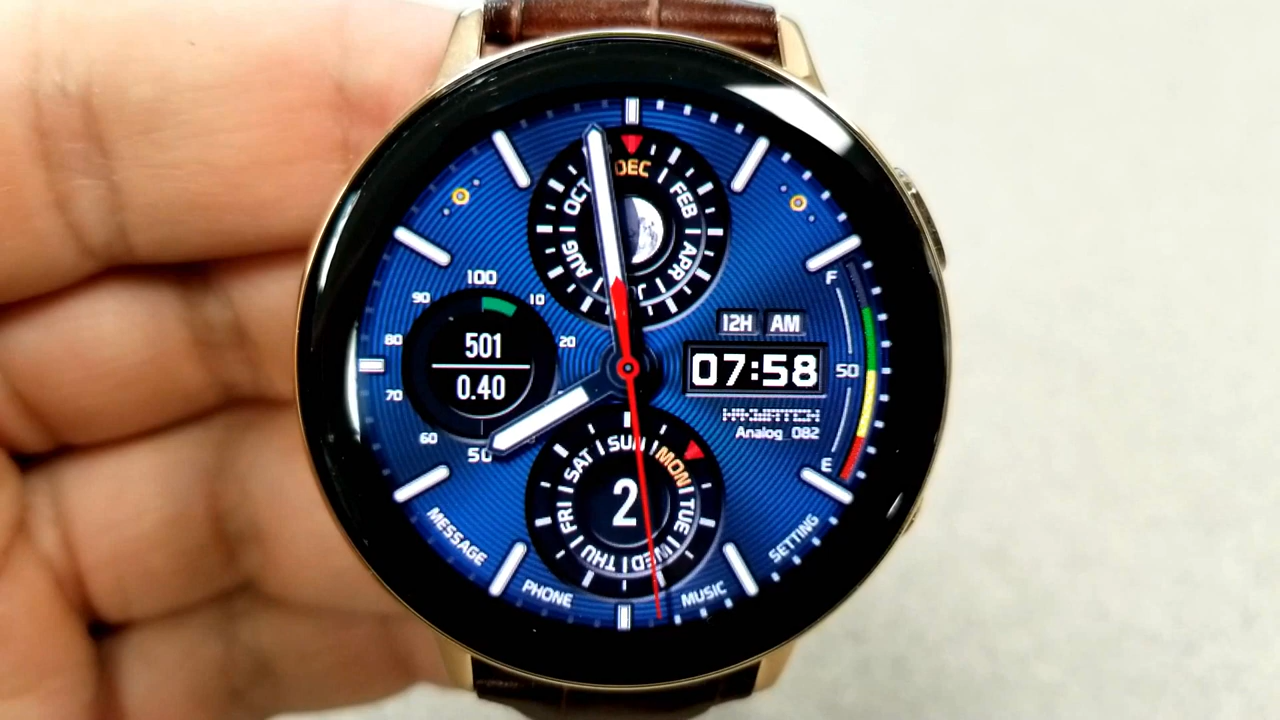 DEC
OCT
FEB
AUG
APR
F
100
90
10
80
20
70
60
50
501
0.40
12H AM
07:58
50
Analog 082
E
SUN
MON
TUE
WED
THU
FRI
SAT
2
MESSAGE
PHONE
MUSIC
SETTING